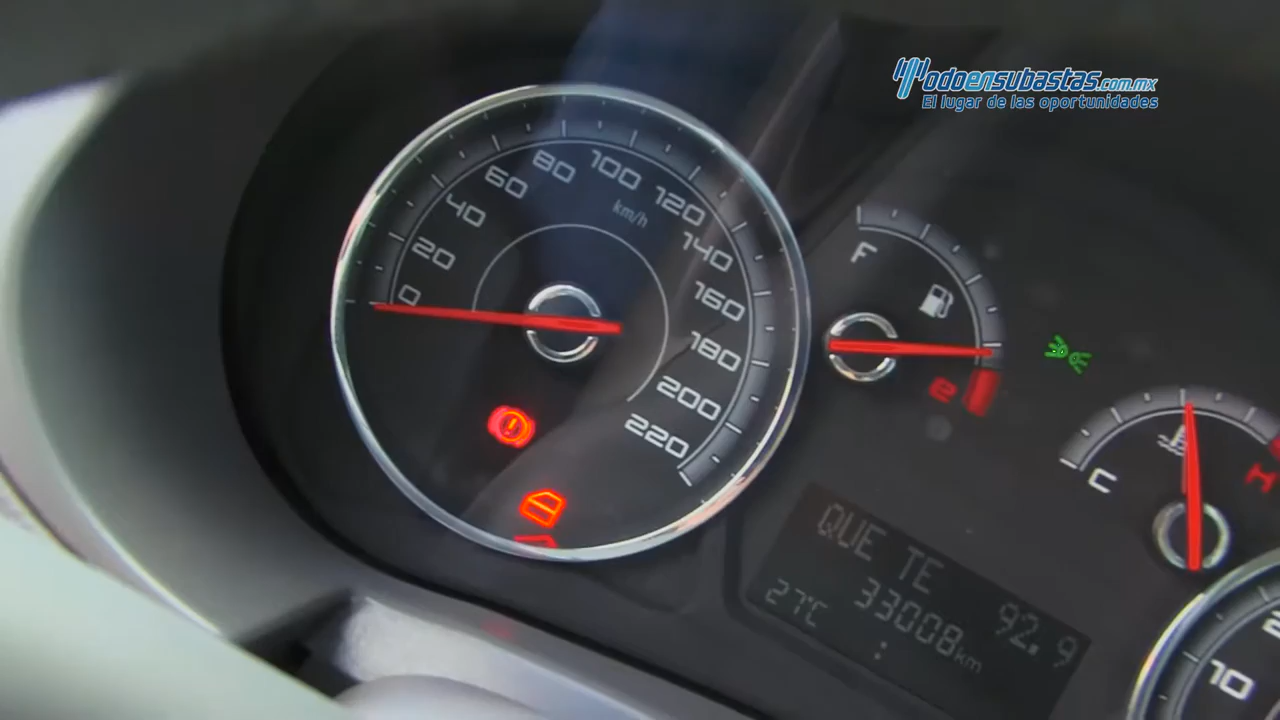 Todoensubastas.com.mx
El lugar de las oportunidades
0
20
40
60
80
100
120
140
160
180
200
220
km/h
F
e
C
H
QUE TE 92.9
27°C 33008km
:
10